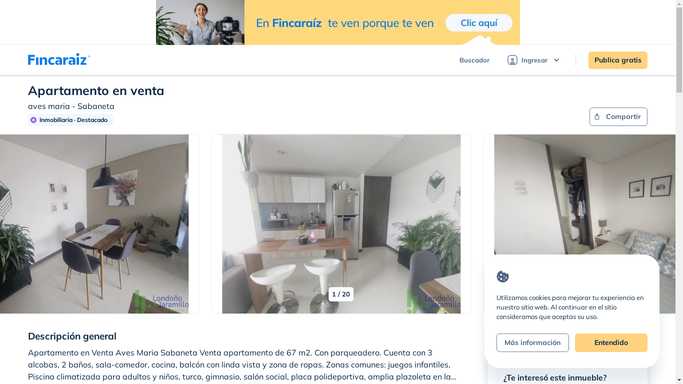 En Fincaraíz te ven porque te ven
Clic aquí
Fincaraiz
Buscador
Ingresar
Publica gratis
Apartamento en venta
aves maria - Sabaneta
Inmobiliaria - Destacado
Compartir
Londoño
Jaramillo
1 / 20
Londoño
Jaramillo
Utilizamos cookies para mejorar tu experiencia en
nuestro sitio web. Al continuar en el sitio
consideramos que aceptas su uso.
Más información
Entendido
Descripción general
Apartamento en Venta Aves Maria Sabaneta Venta apartamento de 67 m2. Con parqueadero. Cuenta con 3
alcobas, 2 baños, sala-comedor, cocina, balcón con linda vista y zona de ropas. Zonas comunes: juegos infantiles,
Piscina climatizada para adultos y niños, turco, gimnasio, salón social, placa polideportiva, amplia plazoleta en la...
¿Te interesó este inmueble?